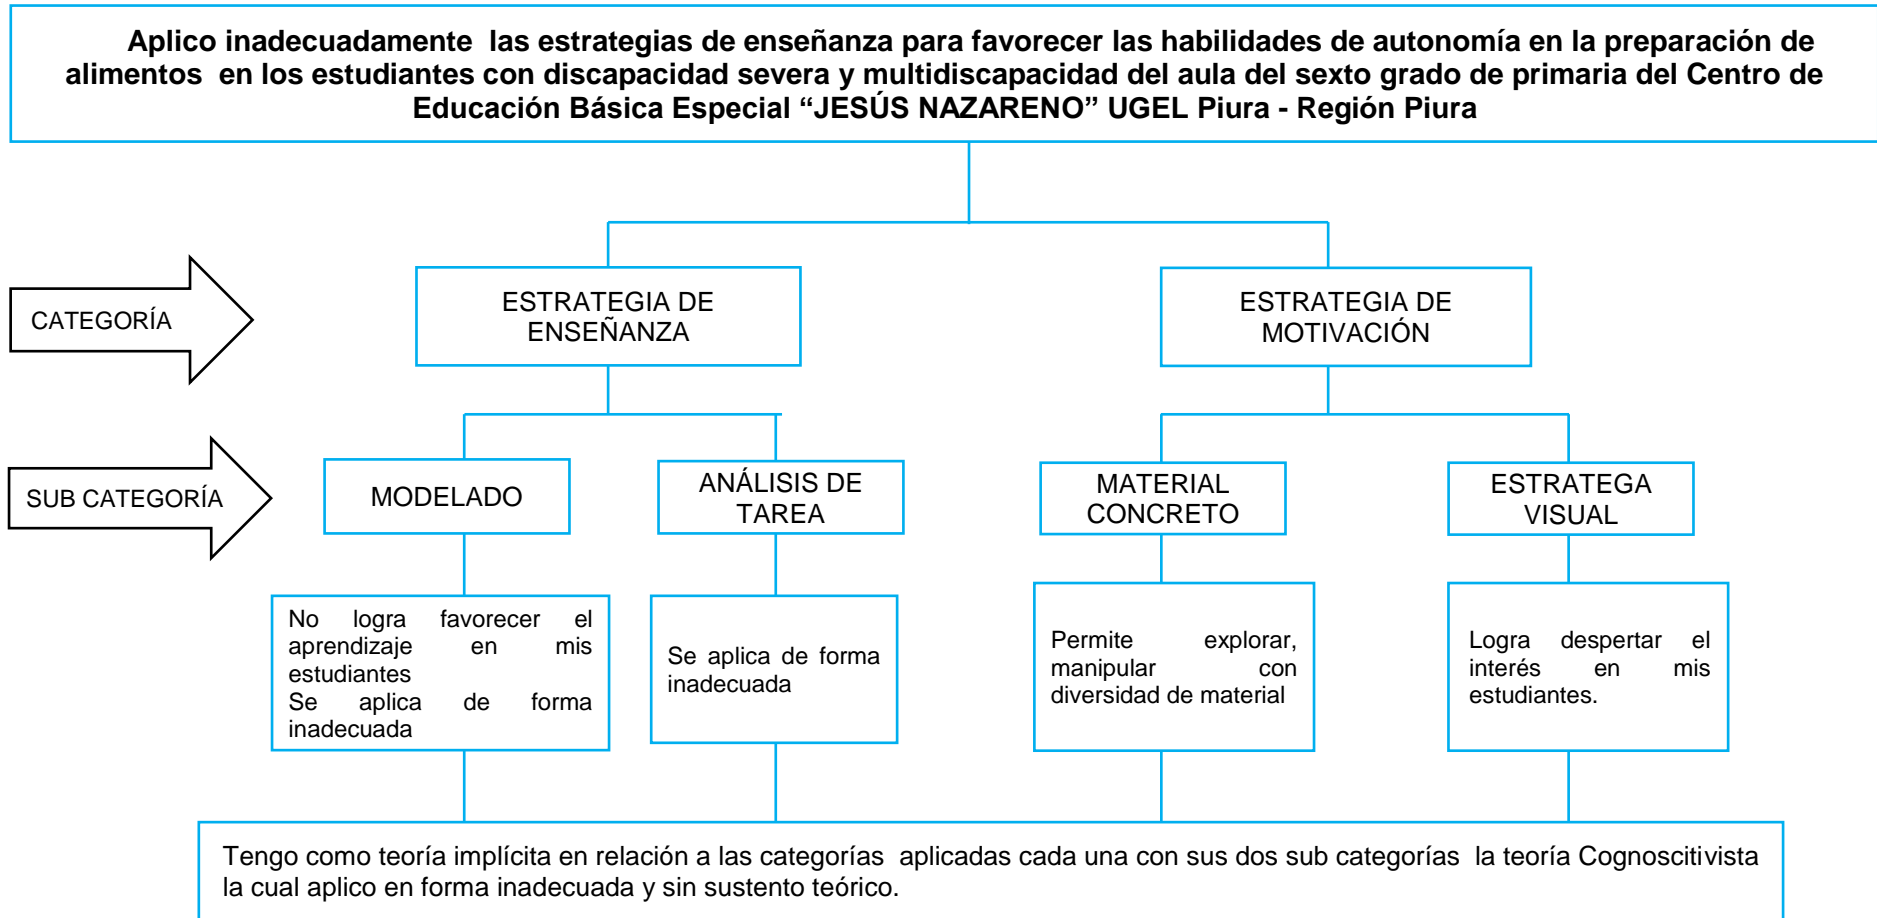 Aplico inadecuadamente las estrategias de enseñanza para favorecer las habilidades de autonomía en la preparación de
alimentos en los estudiantes con discapacidad severa y multidiscapacidad del aula del sexto grado de primaria del Centro de
Educación Básica Especial “JESÚS NAZARENO” UGEL Piura - Región Piura
CATEGORÍA
ESTRATEGIA DE
ENSEÑANZA
ESTRATEGIA DE
MOTIVACIÓN
SUB CATEGORÍA
MODELADO
ANÁLISIS DE
TAREA
MATERIAL
CONCRETO
ESTRATEGA
VISUAL
No logra favorecer el
aprendizaje en mis
estudiantes
Se aplica de forma
inadecuada
Se aplica de forma
inadecuada
Permite explorar,
manipular con
diversidad de material
Logra despertar el
interés en mis
estudiantes.
Tengo como teoría implícita en relación a las categorías aplicadas cada una con sus dos sub categorías la teoría Cognoscitivista
la cual aplico en forma inadecuada y sin sustento teórico.